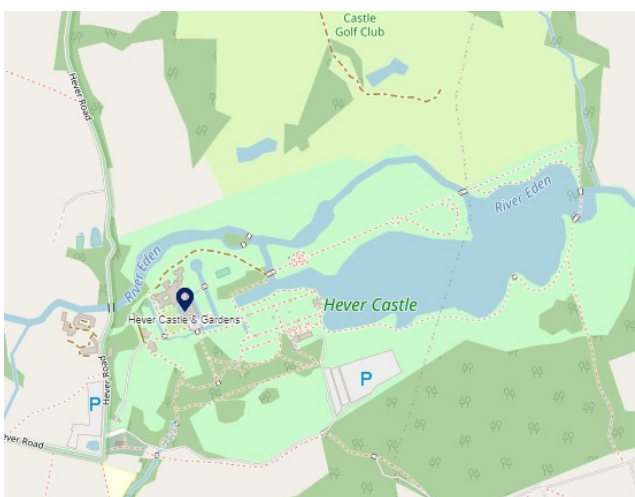 Castle
Golf Club
Hever Road
River Eden
River Eden
Hever Castle & Gardens
Hever Castle
Hever Road
P
P
ever Road